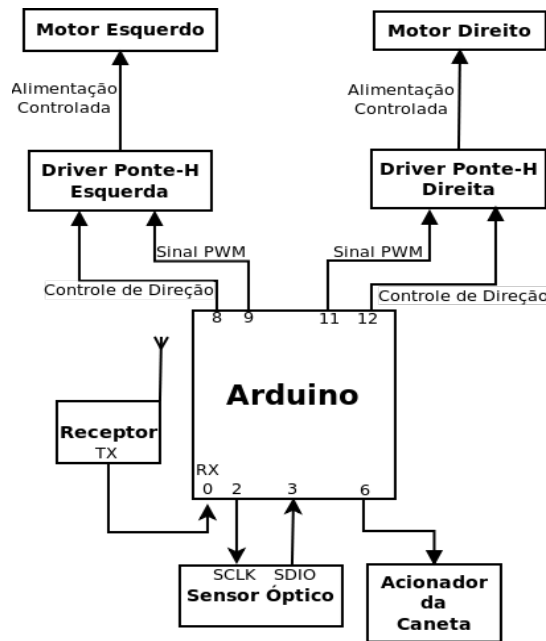 Motor Esquerdo
Motor Direito
Alimentação
Controlada
Alimentação
Controlada
Driver Ponte-H
Esquerda
Driver Ponte-H
Direita
Sinal PWM
Sinal PWM
Controle de Direção
Controle de Direção
8 9 11 12
Arduino
Receptor
TX
RX
0 2 3 6
SCLK SDIO
Sensor Óptico
Acionador
da
Caneta